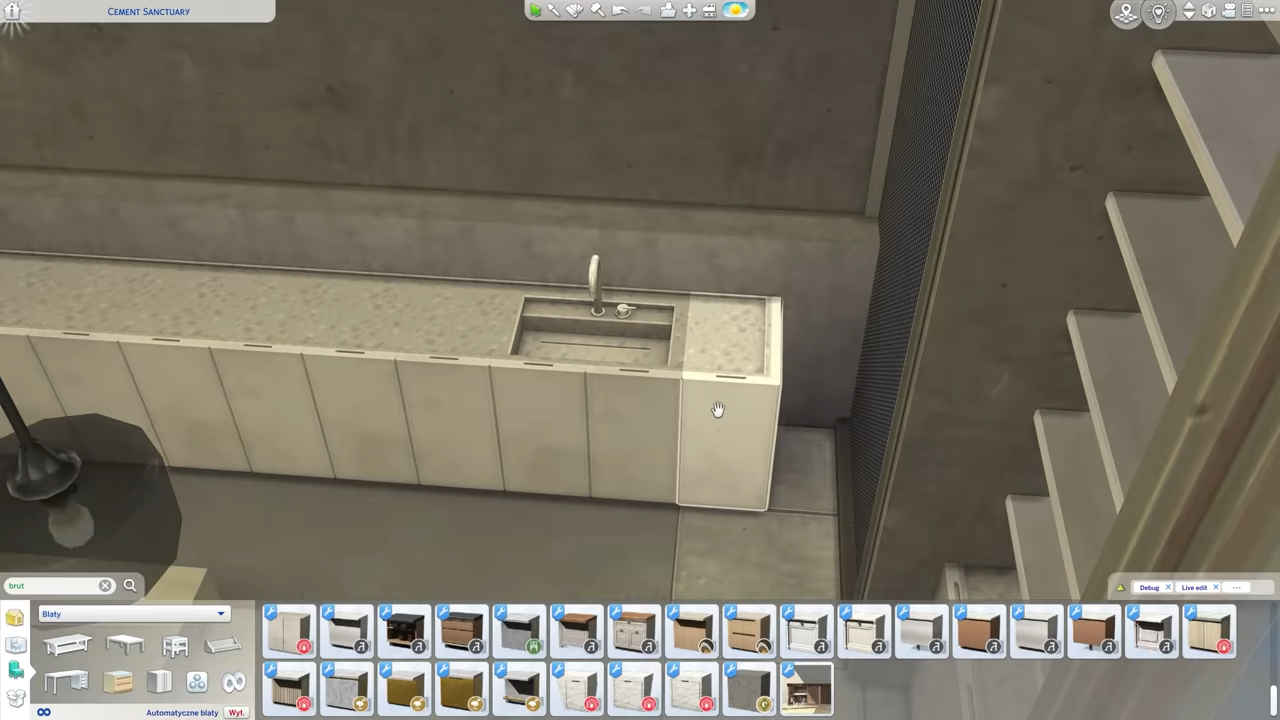 CEMENT SANCTUARY
brut
Debug
Live edit
Blaty
Automatyczne blaty
Wył.